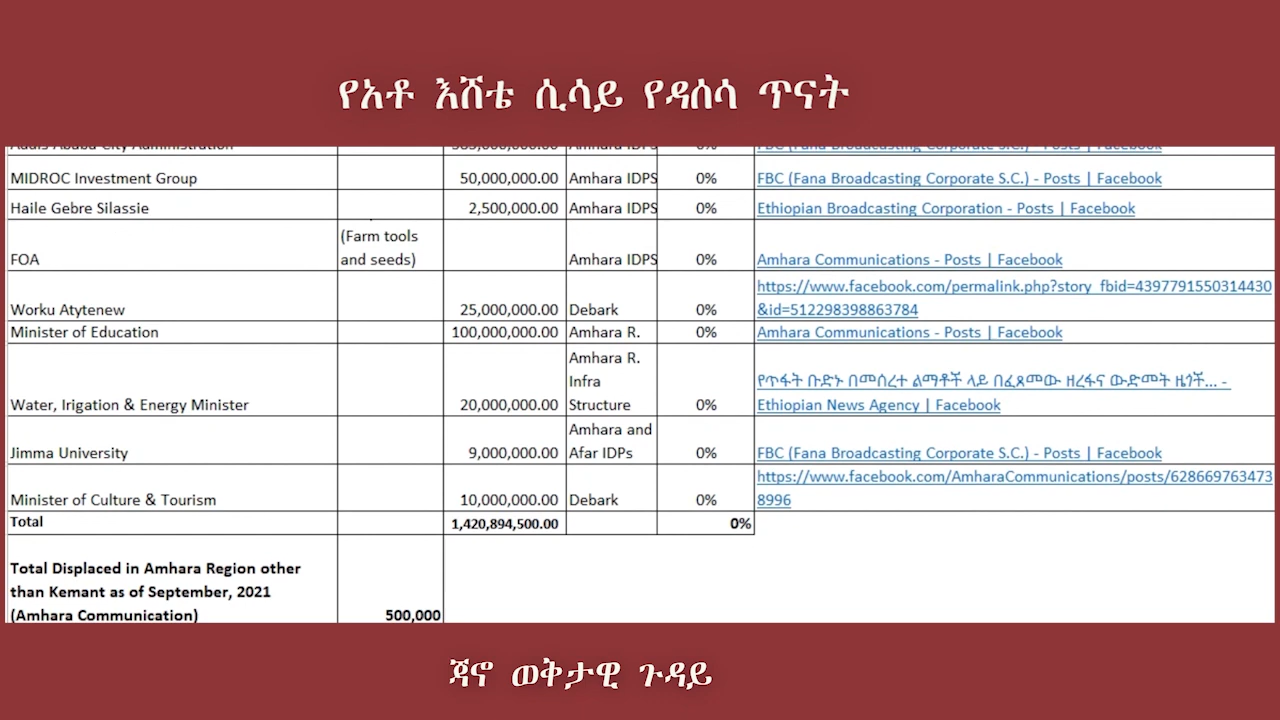 የአቶ እሸቴ ሲሳይ የዳሰሳ ጥናት
MIDROC Investment Group 50,000,000.00 Amhara IDPS 0% FBC (Fana Broadcasting Corporate S.C.) - Posts | Facebook
Haile Gebre Silassie 2,500,000.00 Amhara IDPS 0% Ethiopian Broadcasting Corporation - Posts | Facebook
(Farm tools
FOA and seeds) Amhara IDPS 0% Amhara Communications - Posts | Facebook
https://www.facebook.com/permalink.php?story_fbid=4397791550314430
Worku Atytenew 25,000,000.00 Debark 0% &id=512298398863784
Minister of Education 100,000,000.00 Amhara R. 0% Amhara Communications - Posts | Facebook
Amhara R.
Infra የጥፋት ቡድኑ በመሰረተ ልማቶች ላይ በፈጸመው ዘረፋና ውድመት ዜጎች... -
Water, Irigation & Energy Minister 20,000,000.00 Structure 0% Ethiopian News Agency | Facebook
Amhara and
Jimma University 9,000,000.00 Afar IDPs 0% FBC (Fana Broadcasting Corporate S.C.) - Posts | Facebook
https://www.facebook.com/AmharaCommunications/posts/628669763473
Minister of Culture & Tourism 10,000,000.00 Debark 0% 8996
Total 1,420,894,500.00 0%
Total Displaced in Amhara Region other
than Kemant as of September, 2021
(Amhara Communication) 500,000
ጃኖ ወቅታዊ ጉዳይ